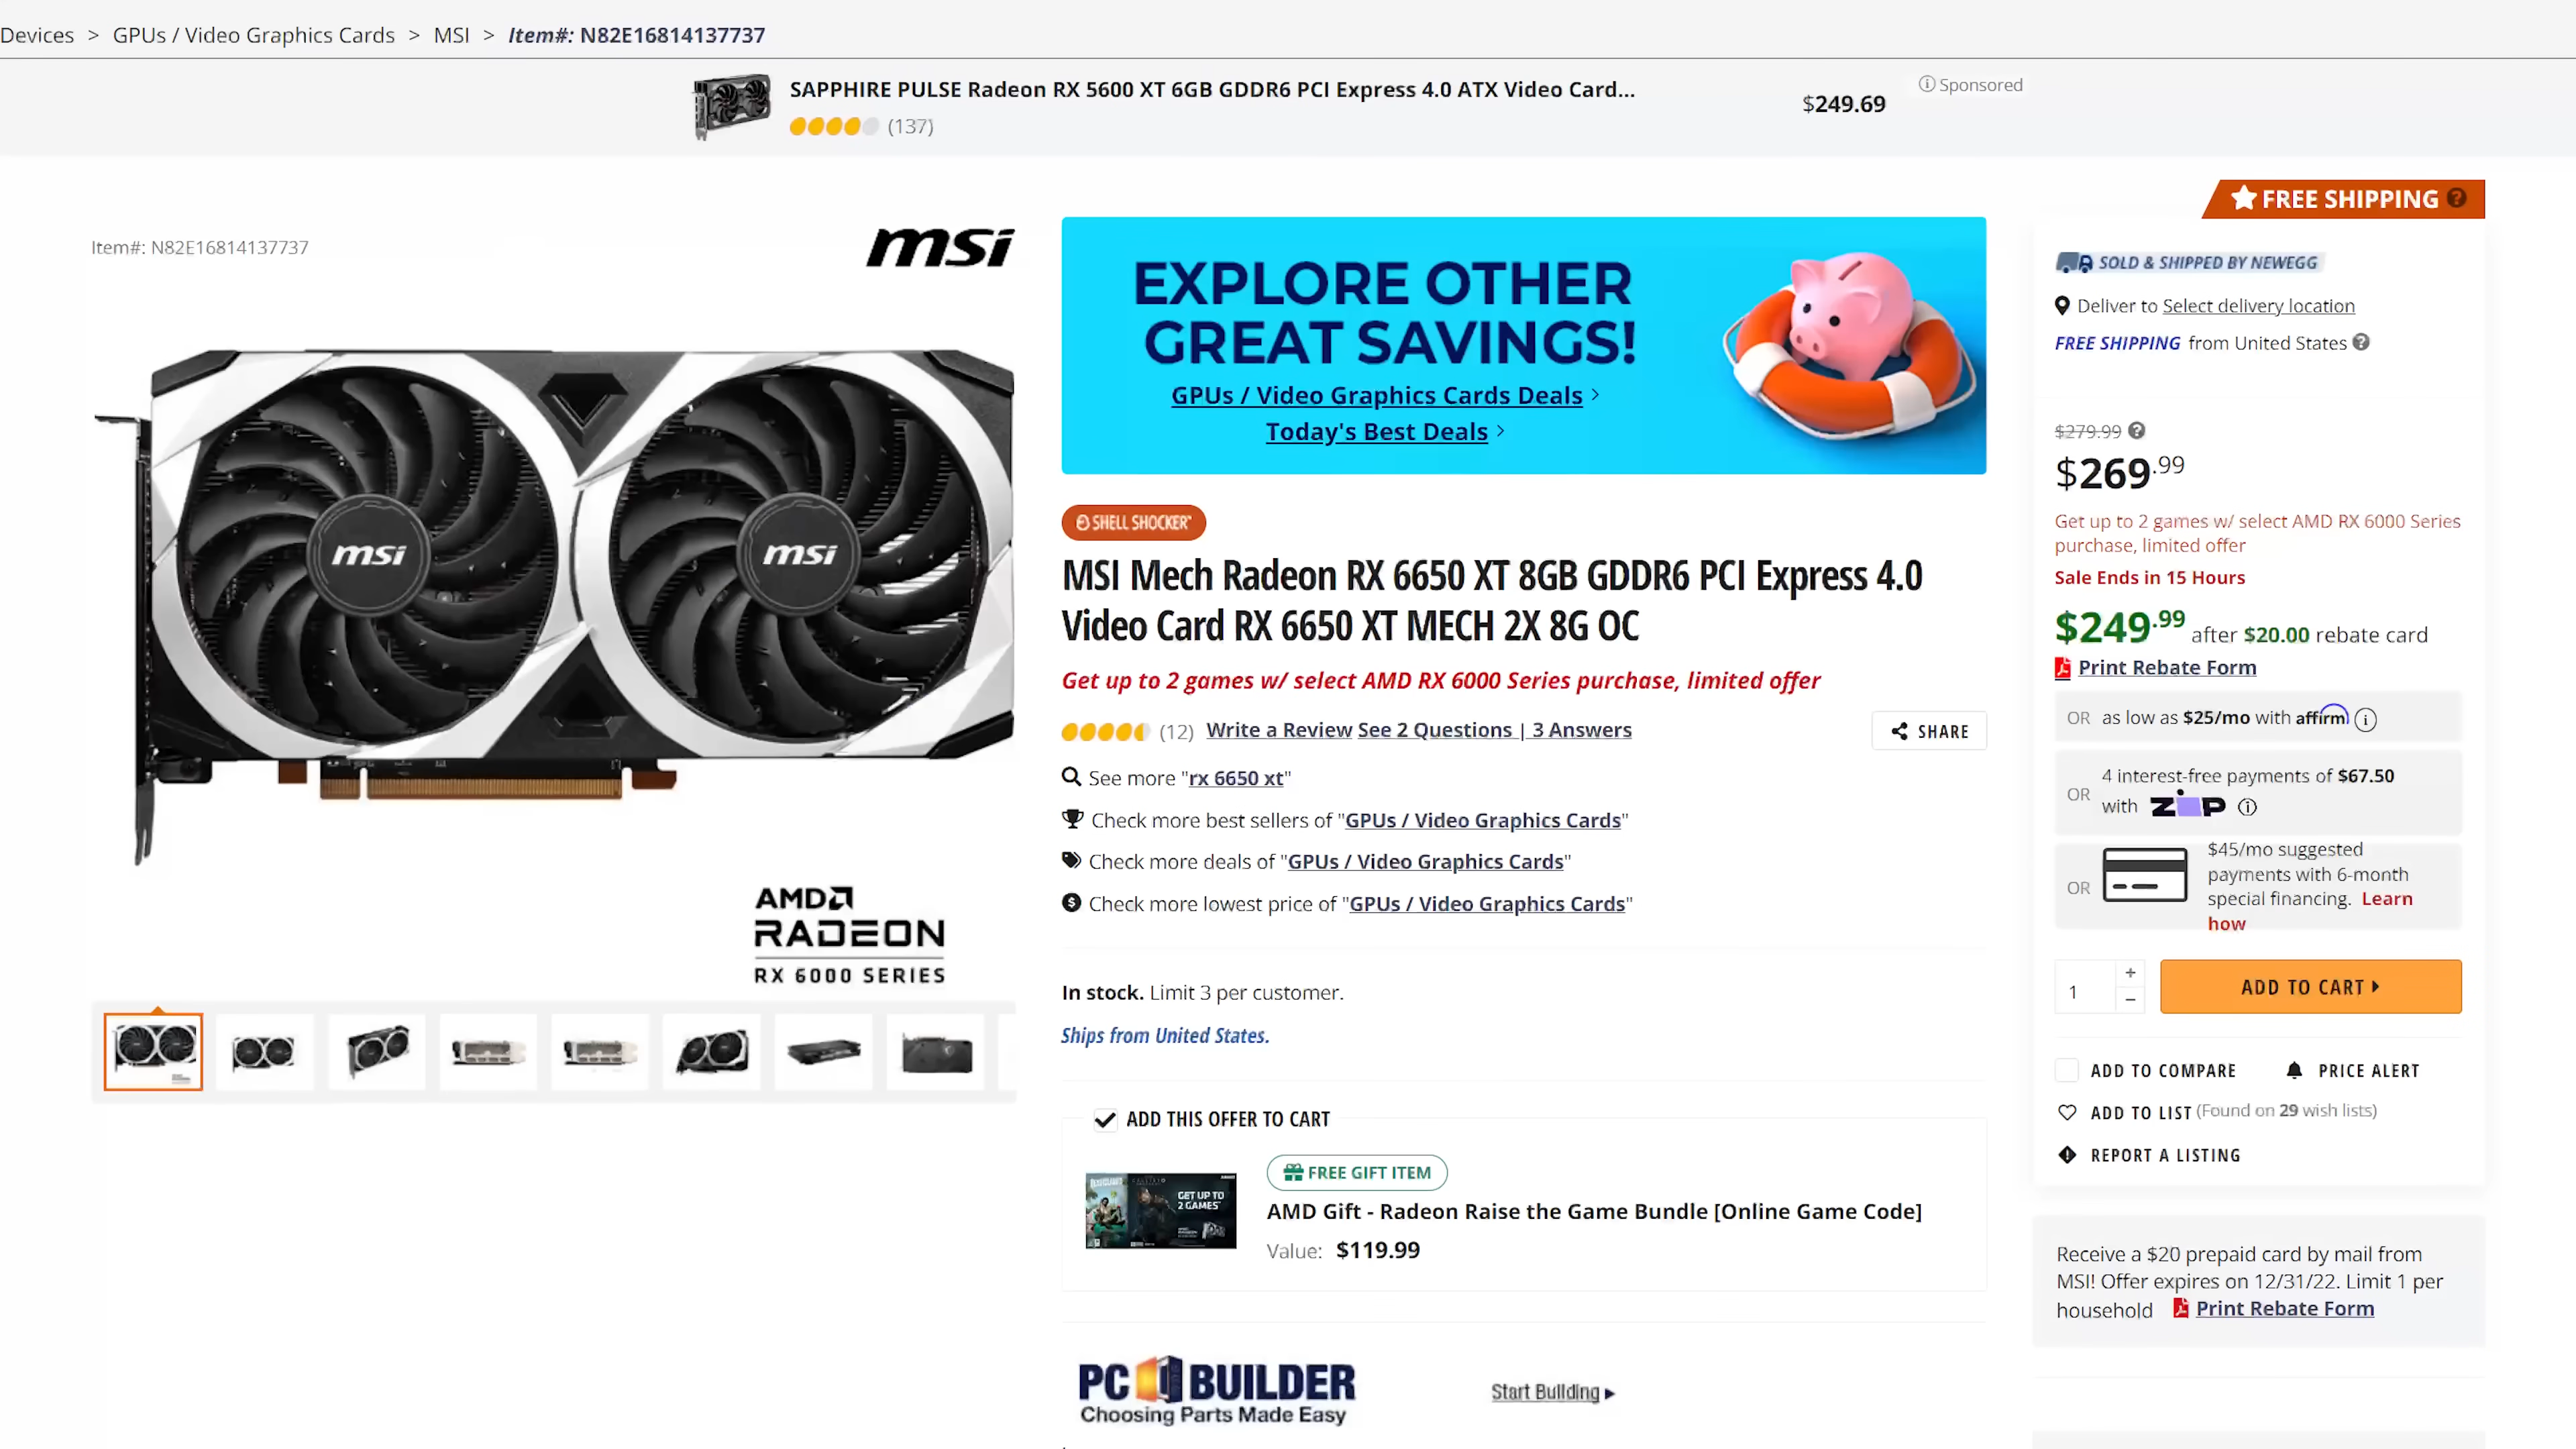 Devices > GPUs / Video Graphics Cards > MSI > Item#: N82E16814137737
SAPPHIRE PULSE Radeon RX 5600 XT 6GB GDDR6 PCI Express 4.0 ATX Video Card...
(137)
$249.69
Sponsored
Item#: N82E16814137737
msi
msi
msi
AMD
RADEON
RX 6000 SERIES
EXPLORE OTHER
GREAT SAVINGS!
GPUs / Video Graphics Cards Deals
Today's Best Deals
SHELL SHOCKER
MSI Mech Radeon RX 6650 XT 8GB GDDR6 PCI Express 4.0
Video Card RX 6650 XT MECH 2X 8G OC
Get up to 2 games w/ select AMD RX 6000 Series purchase, limited offer
(12) Write a Review See 2 Questions | 3 Answers
SHARE
See more "rx 6650 xt"
Check more best sellers of "GPUs / Video Graphics Cards"
Check more deals of "GPUs / Video Graphics Cards"
Check more lowest price of "GPUs / Video Graphics Cards"
In stock. Limit 3 per customer.
Ships from United States.
ADD THIS OFFER TO CART
GET UP TO
2 GAMES
FREE GIFT ITEM
AMD Gift - Radeon Raise the Game Bundle [Online Game Code]
Value: $119.99
PC BUILDER
Choosing Parts Made Easy
Start Building
FREE SHIPPING
SOLD & SHIPPED BY NEWEGG
Deliver to Select delivery location
FREE SHIPPING from United States
$279.99
$269.99
Get up to 2 games w/ select AMD RX 6000 Series
purchase, limited offer
Sale Ends in 15 Hours
$249.99 after $20.00 rebate card
Print Rebate Form
OR as low as $25/mo with affirm
4 interest-free payments of $67.50
OR
with ZIP
$45/mo suggested
payments with 6-month
OR
special financing. Learn
how
1
+
−
ADD TO CART
ADD TO COMPARE
PRICE ALERT
ADD TO LIST (Found on 29 wish lists)
REPORT A LISTING
Receive a $20 prepaid card by mail from
MSI! Offer expires on 12/31/22. Limit 1 per
household Print Rebate Form